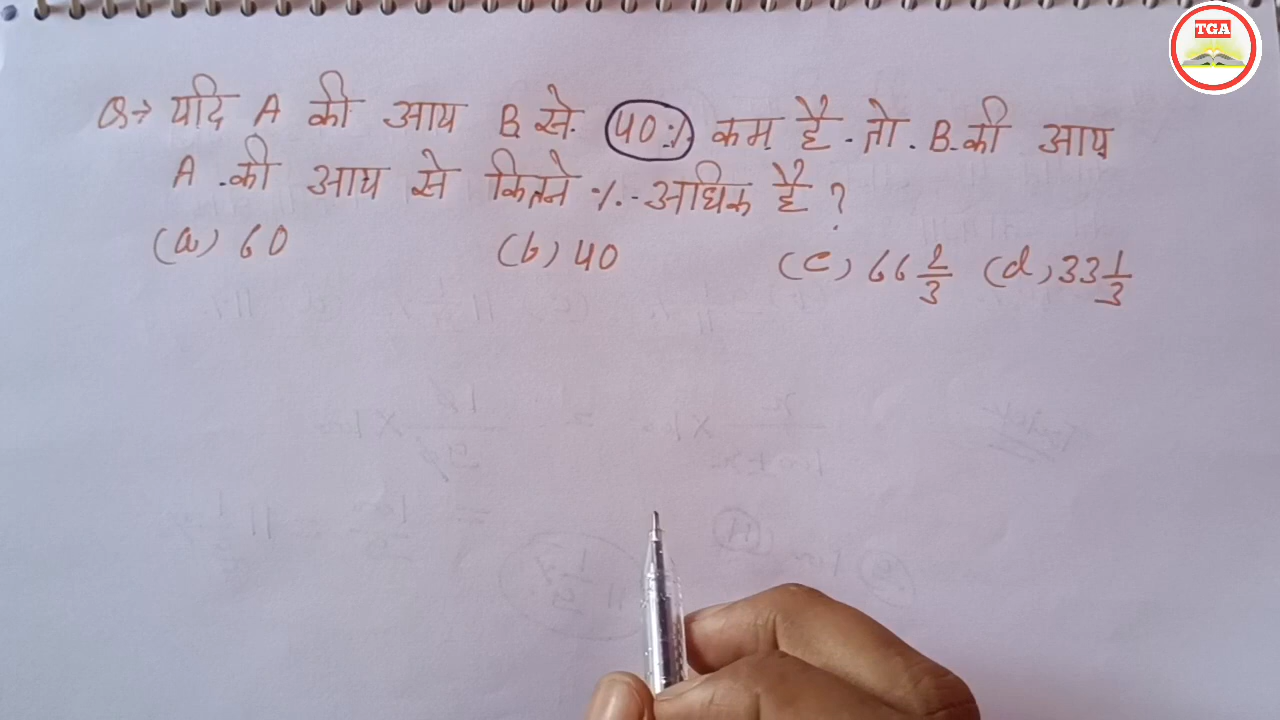 TGA
Q→ यदि A की आय B से 40% कम है. तो. B.की आय
A .की आय से कितने %.- अधिक है ?
(a) 60 (b) 40 (c) 66 2/3 (d) 33 1/3